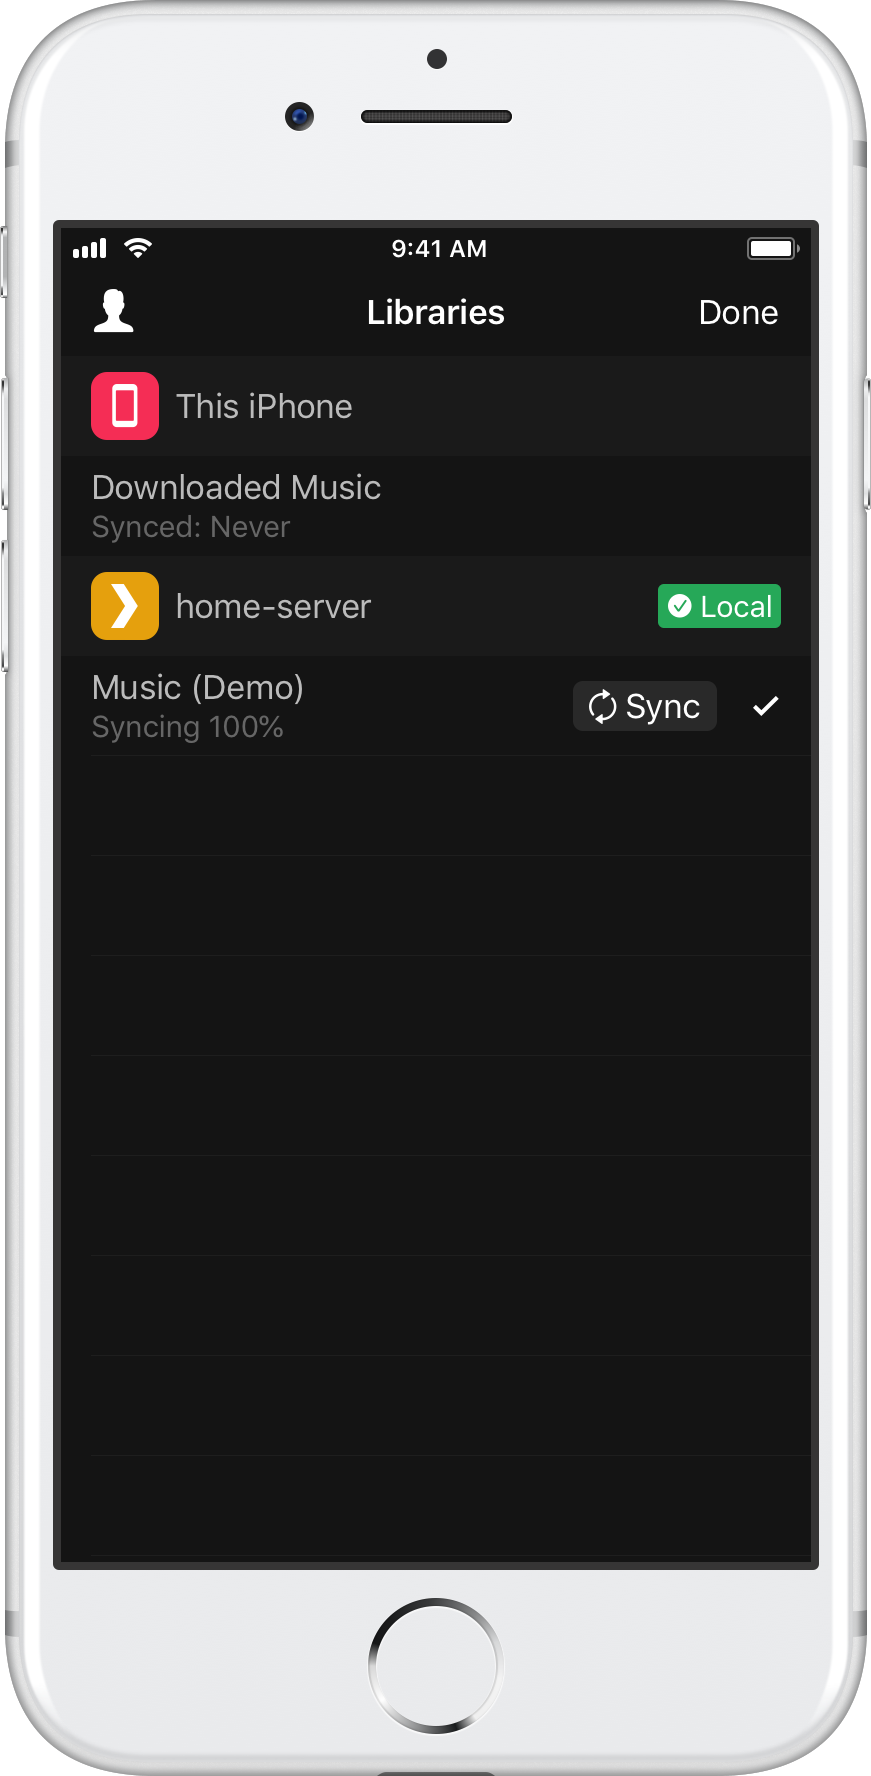 9:41 AM
Libraries
Done
This iPhone
Downloaded Music
Synced: Never
home-server
Local
Music (Demo)
Syncing 100%
Sync